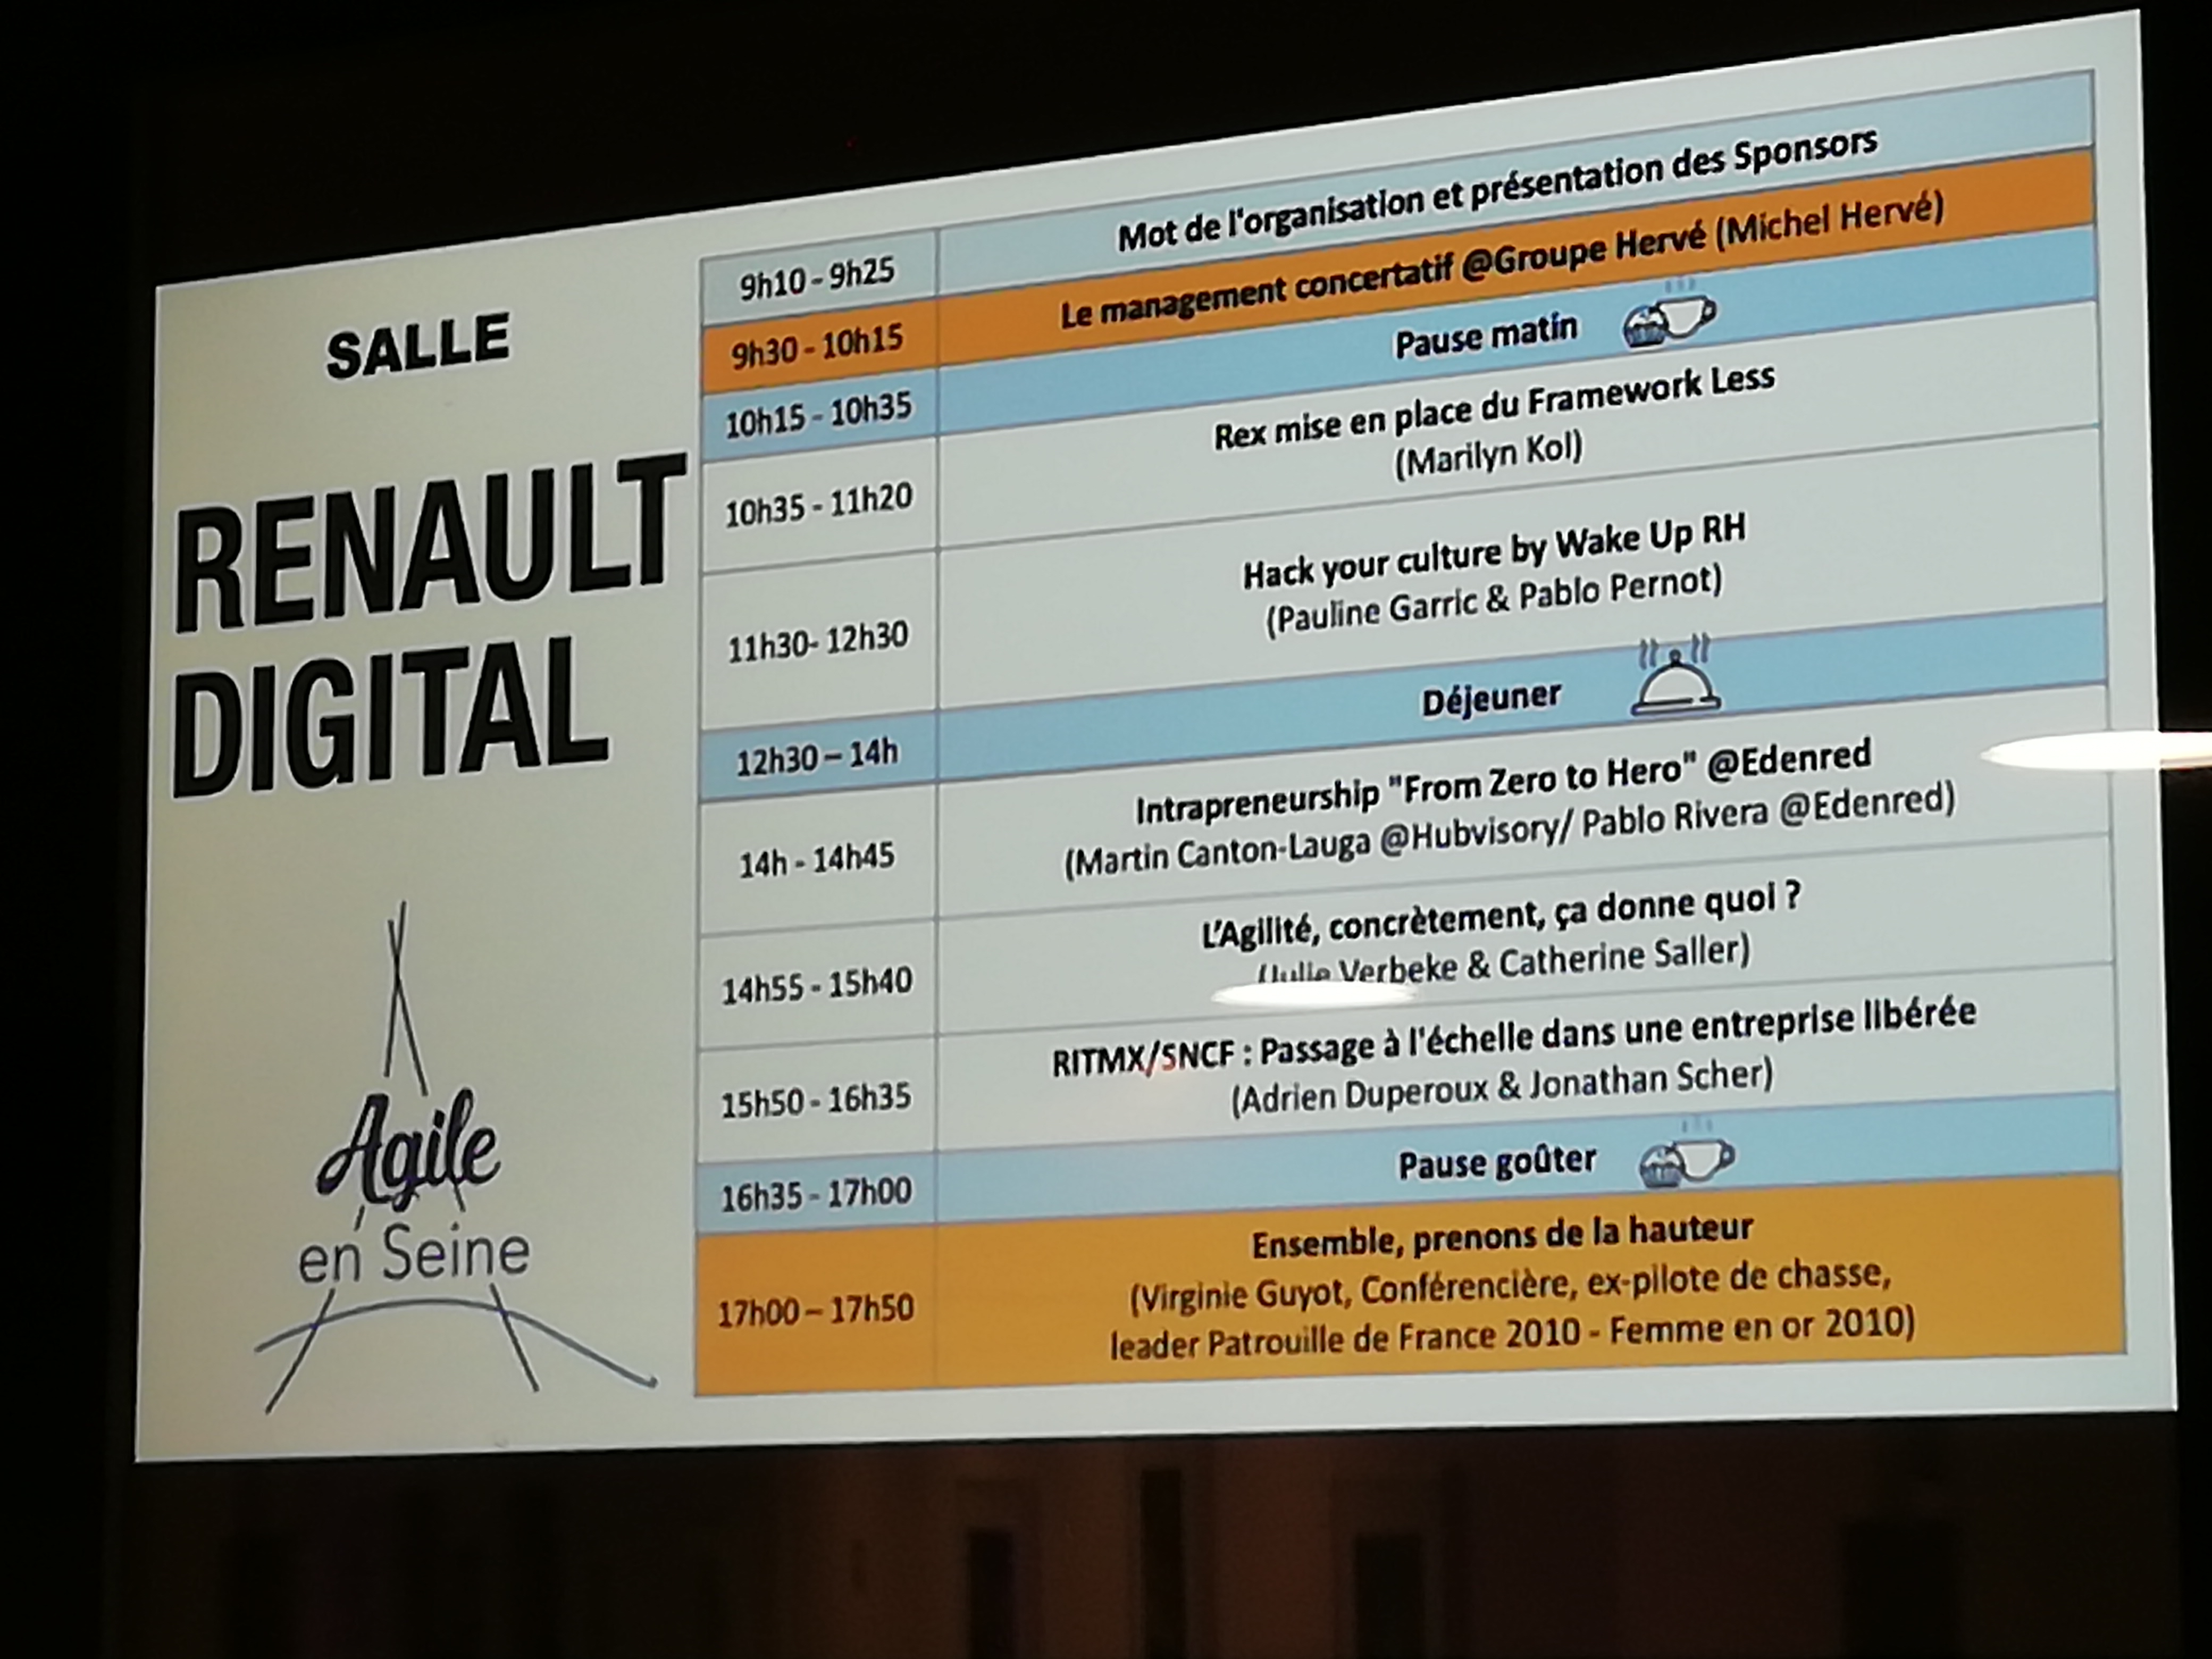 SALLE
RENAULT
DIGITAL
Agile
en Seine
9h10 - 9h25
Mot de l'organisation et présentation des Sponsors
9h30 - 10h15
Le management concertatif @Groupe Hervé (Michel Hervé)
10h15 - 10h35
Pause matin
10h35 - 11h20
Rex mise en place du Framework Less
(Marilyn Kol)
11h30- 12h30
Hack your culture by Wake Up RH
(Pauline Garric & Pablo Pernot)
12h30 – 14h
Déjeuner
14h - 14h45
Intrapreneurship "From Zero to Hero" @Edenred
(Martin Canton-Lauga @Hubvisory/ Pablo Rivera @Edenred)
14h55 - 15h40
L'Agilité, concrètement, ça donne quoi ?
(Julie Verbeke & Catherine Saller)
15h50 - 16h35
RITMX/SNCF : Passage à l'échelle dans une entreprise libérée
(Adrien Duperoux & Jonathan Scher)
16h35 - 17h00
Pause goûter
17h00 – 17h50
Ensemble, prenons de la hauteur
(Virginie Guyot, Conférencière, ex-pilote de chasse,
leader Patrouille de France 2010 - Femme en or 2010)